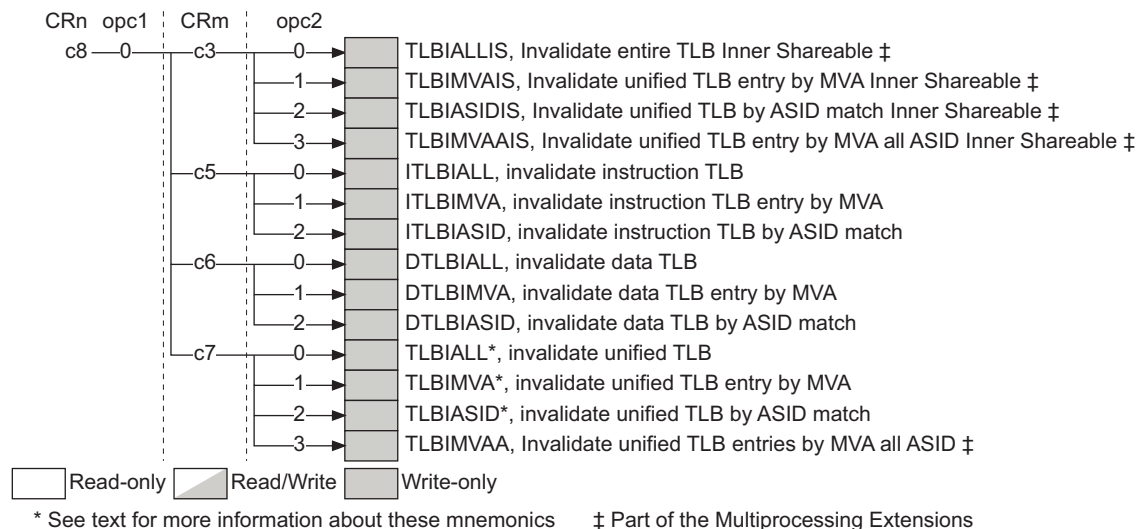 CRn opc1 CRm opc2
c8 0 c3 0 TLBIALLIS, Invalidate entire TLB Inner Shareable ‡
1 TLBIMVAIS, Invalidate unified TLB entry by MVA Inner Shareable ‡
2 TLBIASIDIS, Invalidate unified TLB by ASID match Inner Shareable ‡
3 TLBIMVAAIS, Invalidate unified TLB entry by MVA all ASID Inner Shareable ‡
c5 0 ITLBIALL, invalidate instruction TLB
1 ITLBIMVA, invalidate instruction TLB entry by MVA
2 ITLBIASID, invalidate instruction TLB by ASID match
c6 0 DTLBIALL, invalidate data TLB
1 DTLBIMVA, invalidate data TLB entry by MVA
2 DTLBIASID, invalidate data TLB by ASID match
c7 0 TLBIALL*, invalidate unified TLB
1 TLBIMVA*, invalidate unified TLB entry by MVA
2 TLBIASID*, invalidate unified TLB by ASID match
3 TLBIMVAA, Invalidate unified TLB entries by MVA all ASID ‡
Read-only Read/Write Write-only
* See text for more information about these mnemonics ‡ Part of the Multiprocessing Extensions